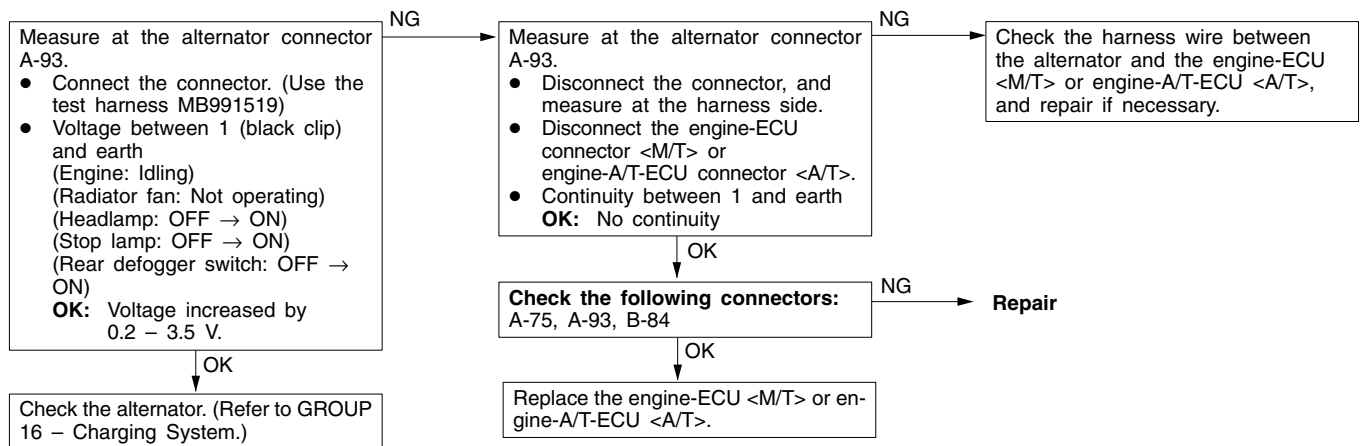 Measure at the alternator connector
A-93.
● Connect the connector. (Use the
test harness MB991519)
● Voltage between 1 (black clip)
and earth
(Engine: Idling)
(Radiator fan: Not operating)
(Headlamp: OFF → ON)
(Stop lamp: OFF → ON)
(Rear defogger switch: OFF →
ON)
OK: Voltage increased by
0.2 – 3.5 V.
OK
Check the alternator. (Refer to GROUP
16 – Charging System.)
NG
Measure at the alternator connector
A-93.
● Disconnect the connector, and
measure at the harness side.
● Disconnect the engine-ECU
connector <M/T> or
engine-A/T-ECU connector <A/T>.
● Continuity between 1 and earth
OK: No continuity
OK
Check the following connectors:
A-75, A-93, B-84
OK
Replace the engine-ECU <M/T> or en-
gine-A/T-ECU <A/T>.
NG
Check the harness wire between
the alternator and the engine-ECU
<M/T> or engine-A/T-ECU <A/T>,
and repair if necessary.
NG
Repair